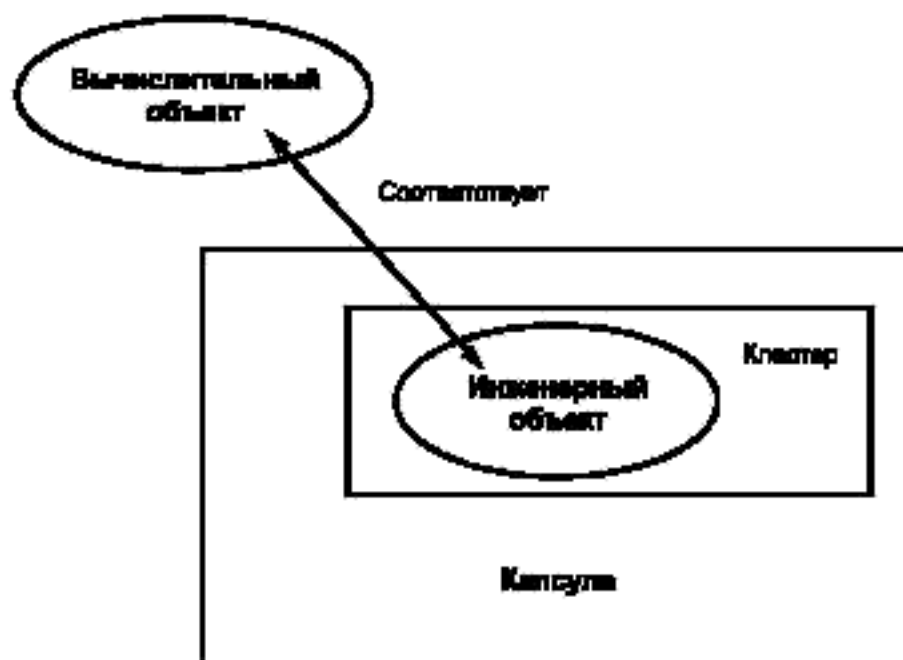 Вычислительный
объект
Соответствует
Кластер
Инженерный
объект
Капсула